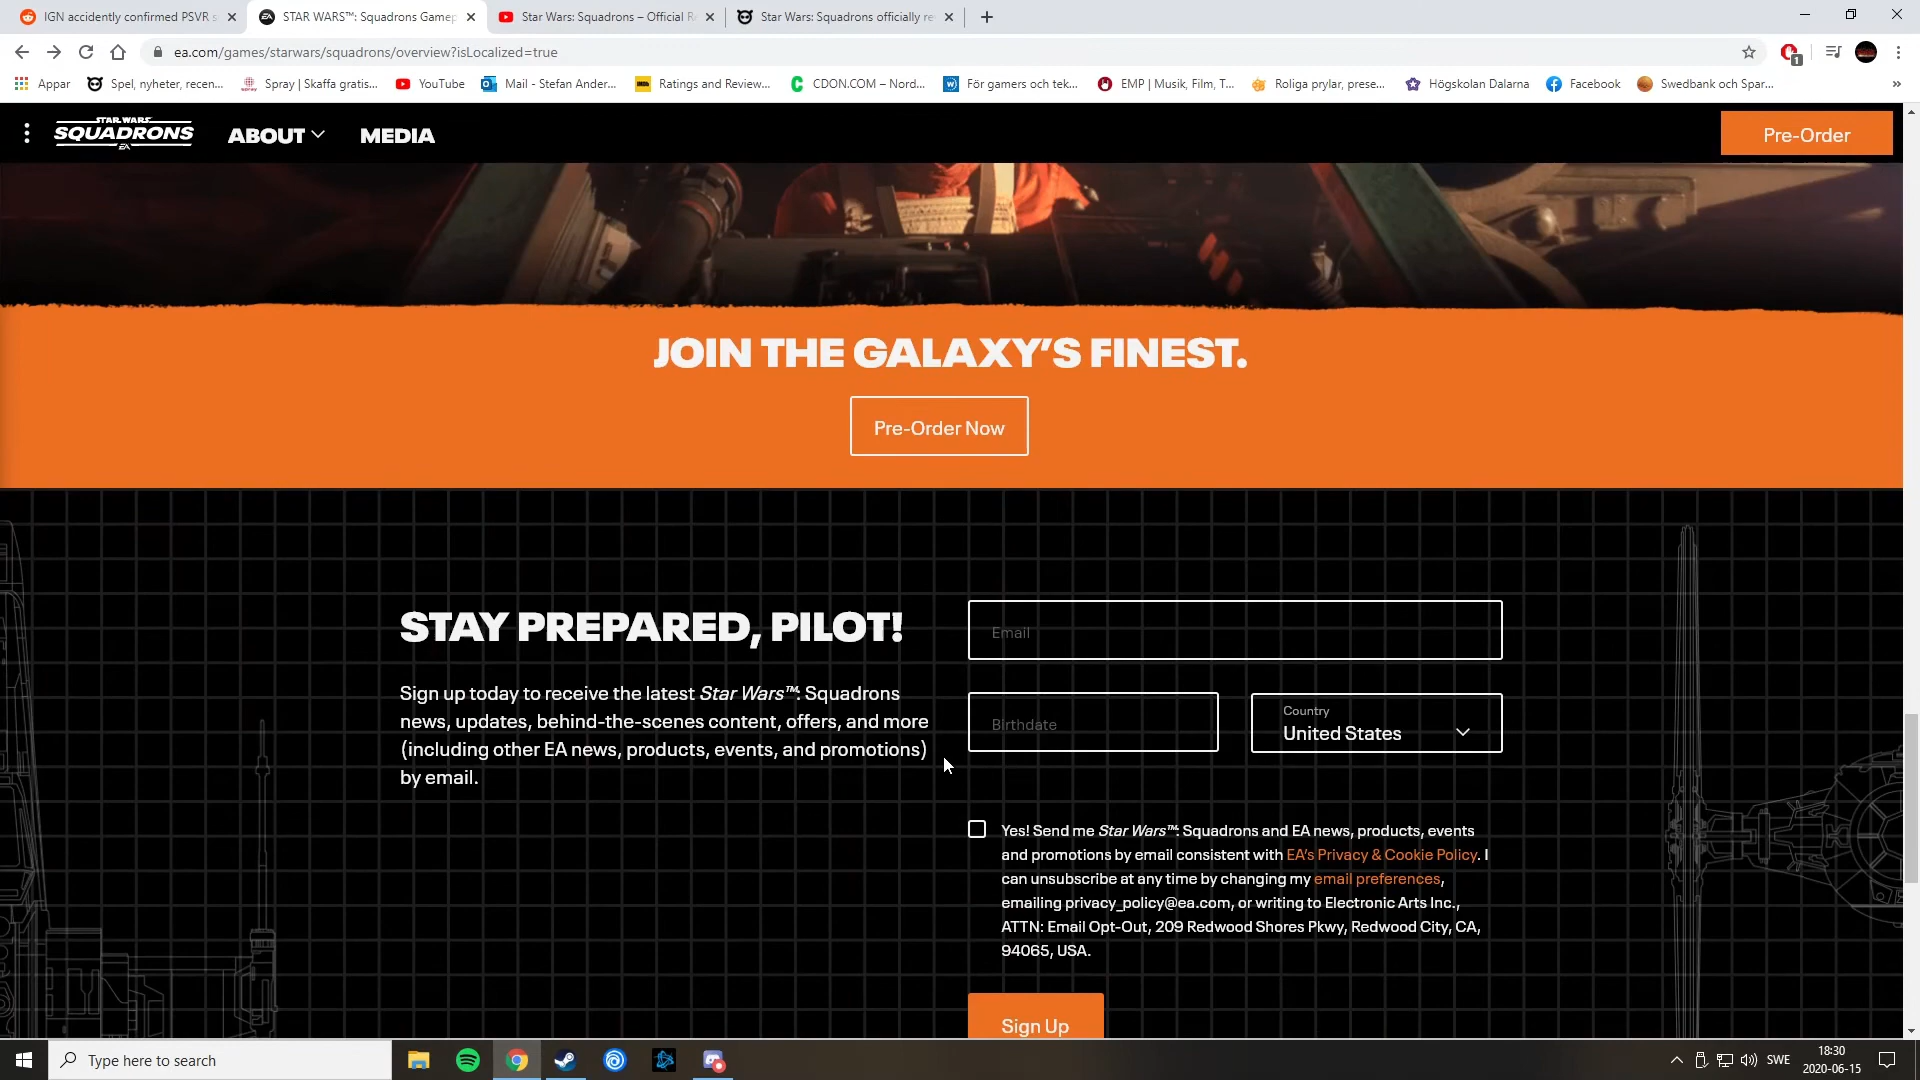 IGN accidently confirmed PSVR s
STAR WARS™: Squadrons Gamep
Star Wars: Squadrons – Official R
Star Wars: Squadrons officially re
ea.com/games/starwars/squadrons/overview?isLocalized=true
1
Appar
Spel, nyheter, recen...
Spray | Skaffa gratis...
YouTube
Mail - Stefan Ander...
Ratings and Review...
CDON.COM – Nord...
För gamers och tek...
EMP | Musik, Film, T...
Roliga prylar, prese...
Högskolan Dalarna
Facebook
Swedbank och Spar...
STAR WARS
SQUADRONS
EA
ABOUT
MEDIA
Pre-Order
JOIN THE GALAXY'S FINEST.
Pre-Order Now
STAY PREPARED, PILOT!
Sign up today to receive the latest Star Wars™: Squadrons
news, updates, behind-the-scenes content, offers, and more
(including other EA news, products, events, and promotions)
by email.
Email
Birthdate
Country
United States
Yes! Send me Star Wars™: Squadrons and EA news, products, events
and promotions by email consistent with EA's Privacy & Cookie Policy. I
can unsubscribe at any time by changing my email preferences,
emailing privacy_policy@ea.com, or writing to Electronic Arts Inc.,
ATTN: Email Opt-Out, 209 Redwood Shores Pkwy, Redwood City, CA,
94065, USA.
Sign Up
Type here to search
SWE
18:30
2020-06-15